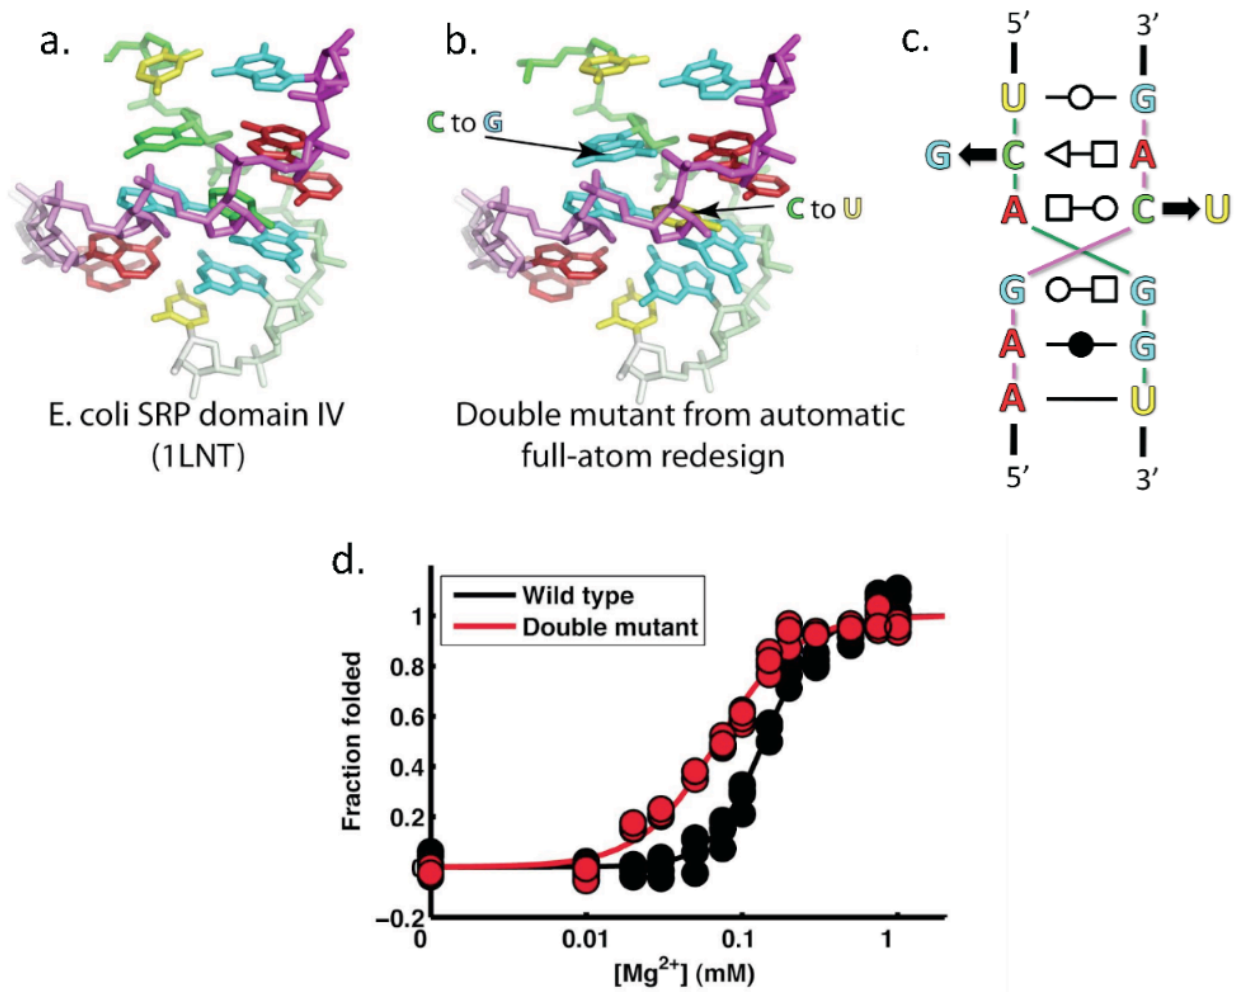 a.
b.
c.
C to G
C to U
E. coli SRP domain IV
(1LNT)
Double mutant from automatic
full-atom redesign
5’ 3’
U G
G C A
A C U
G G
A G
A U
5’ 3’
d.
Wild type
Double mutant
Fraction folded
1
0.8
0.6
0.4
0.2
0
−0.2
0 0.01 0.1 1
[Mg2+] (mM)